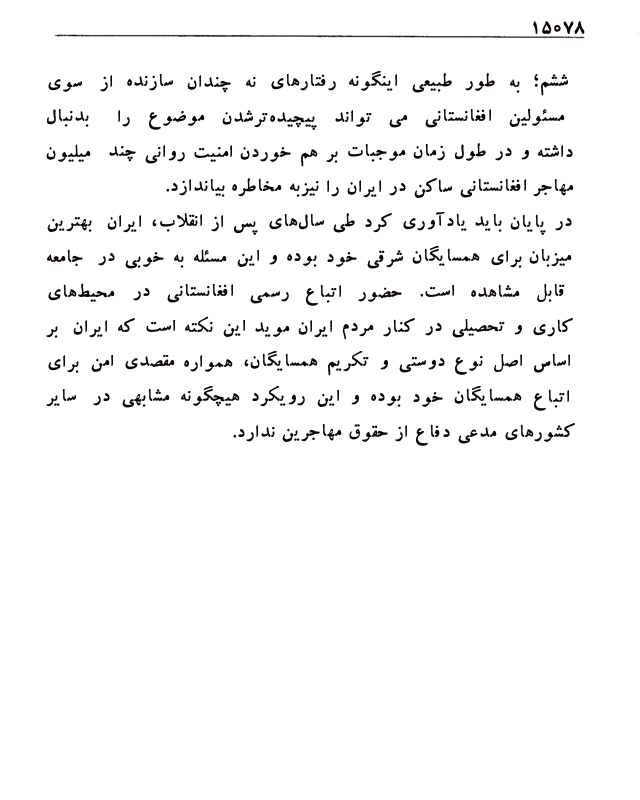 ۱۵۰۷۸
ششم؛ به طور طبیعی اینگونه رفتارهای نه چندان سازنده از سوی
مسئولین افغانستانی می تواند پیچیده‌ترشدن موضوع را بدنبال
داشته و در طول زمان موجبات بر هم خوردن امنیت روانی چند میلیون
مهاجر افغانستانی ساکن در ایران را نیزبه مخاطره بیاندازد.
در پایان باید یادآوری کرد طی سال‌های پس از انقلاب، ایران بهترین
میزبان برای همسایگان شرقی خود بوده و این مسئله به خوبی در جامعه
قابل مشاهده است. حضور اتباع رسمی افغانستانی در محیط‌های
کاری و تحصیلی در کنار مردم ایران موید این نکته است که ایران بر
اساس اصل نوع دوستی و تکریم همسایگان، همواره مقصدی امن برای
اتباع همسایگان خود بوده و این رویکرد هیچگونه مشابهی در سایر
کشورهای مدعی دفاع از حقوق مهاجرین ندارد.